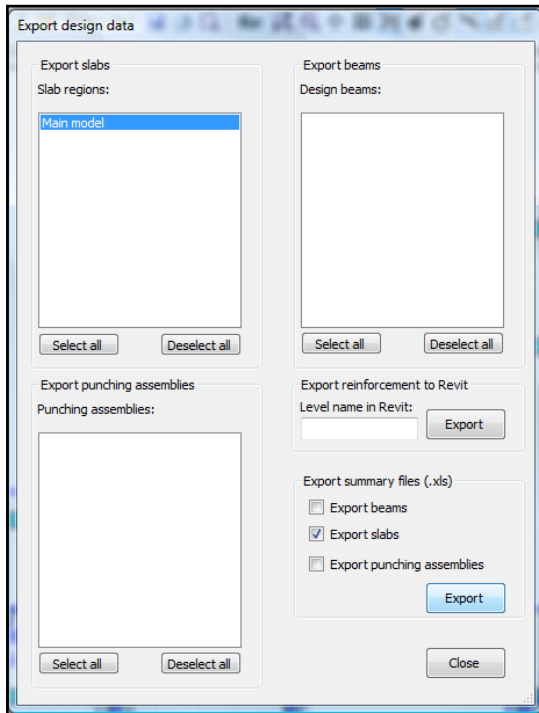 Export design data
Export slabs
Slab regions:
Main model
Select all
Deselect all
Export beams
Design beams:
Select all
Deselect all
Export punching assemblies
Punching assemblies:
Select all
Deselect all
Export reinforcement to Revit
Level name in Revit:
Export
Export summary files (.xls)
Export beams
Export slabs
Export punching assemblies
Export
Close